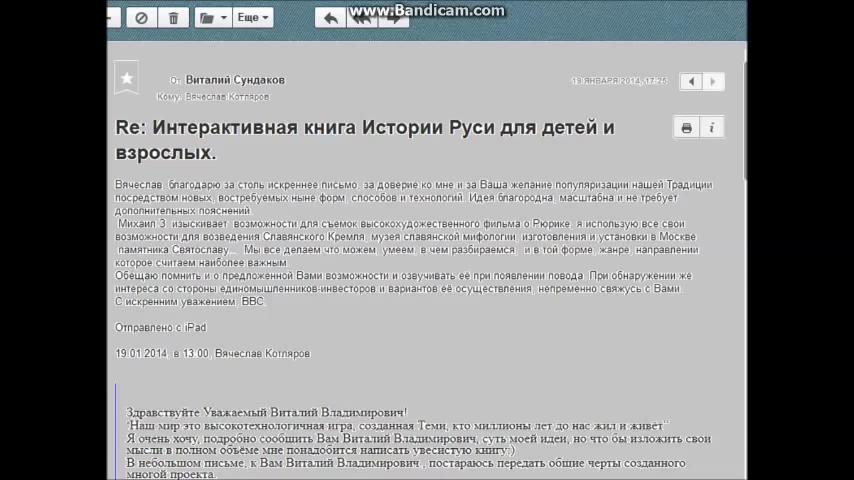 www.Bandicam.com
Еще
От: Виталий Сундаков
19 ЯНВАРЯ 2014, 17:25
Кому: Вячеслав Котляров
Re: Интерактивная книга Истории Руси для детей и
взрослых.
Вячеслав, благодарю за столь искреннее письмо, за доверие ко мне и за Ваша желание популяризации нашей Традиции
посредством новых, востребуемых ныне форм, способов и технологий. Идея благородна, масштабна и не требует
дополнительных пояснений.
Михаил З. изыскивает возможности для съемок высокохудожественного фильма о Рюрике, я использую все свои
возможности для возведения Славянского Кремля, музея славянской мифологии, изготовления и установки в Москве
памятника Святославу... Мы все делаем что можем, умеем, в чем разбираемся, и в той форме, жанре, направлении
которое считаем наиболее важным.
Обещаю помнить и о предложенной Вами возможности и озвучивать её при появлении повода. При обнаружении же
интереса со стороны единомышленников-инвесторов и вариантов её осуществления, непременно свяжусь с Вами.
С искренним уважением, ВВС.
Отправлено с iPad
19.01.2014, в 13:00, Вячеслав Котляров
Здравствуйте Уважаемый Виталий Владимирович!
"Наш мир это высокотехнологичная игра, созданная Теми, кто миллионы лет до нас жил и живёт"
Я очень хочу, подробно сообщить Вам Виталий Владимирович, суть моей идеи, но что бы изложить свои
мысли в полном объёме мне понадобится написать увесистую книгу:)
В небольшом письме, к Вам Виталий Владимирович., постараюсь передать общие черты созданного
многой проекта.